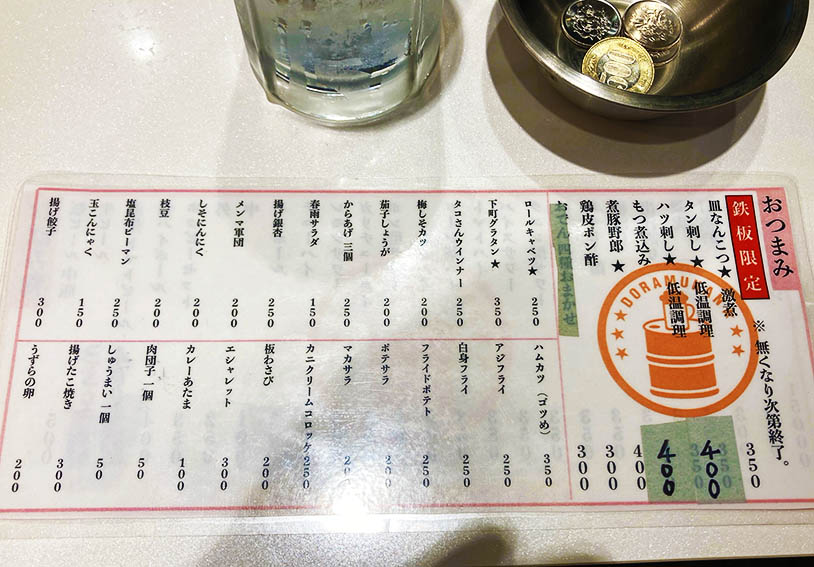 おつまみ
鉄板限定
※ 無くなり次第終了。
皿なんこつ★ 激煮 350
タン刺し★ 低温調理 400
ハツ刺し★ 低温調理 400
もつ煮込み 400
煮豚野郎★ 300
鶏皮ポン酢 300
おでん おまかせ
DORAMUKAN
ロールキャベツ★ 250
下町グラタン★ 350
タコさんウインナー 250
梅しそカツ 200
茄子しょうが 200
からあげ 三個 250
春雨サラダ 150
揚げ銀杏 250
メンマ軍団 200
しそにんにく 200
枝豆 200
塩昆布ピーマン 250
玉こんにゃく 150
揚げ餃子 300
ハムカツ（ゴツめ） 350
アジフライ 250
白身フライ 250
フライドポテト 250
ポテサラ 200
マカサラ 200
カニクリームコロッケ 250
板わさび 200
エシャレット 300
カレーあたま 100
肉団子 一個 50
しゅうまい 一個 50
揚げたこ焼き 300
うずらの卵 200